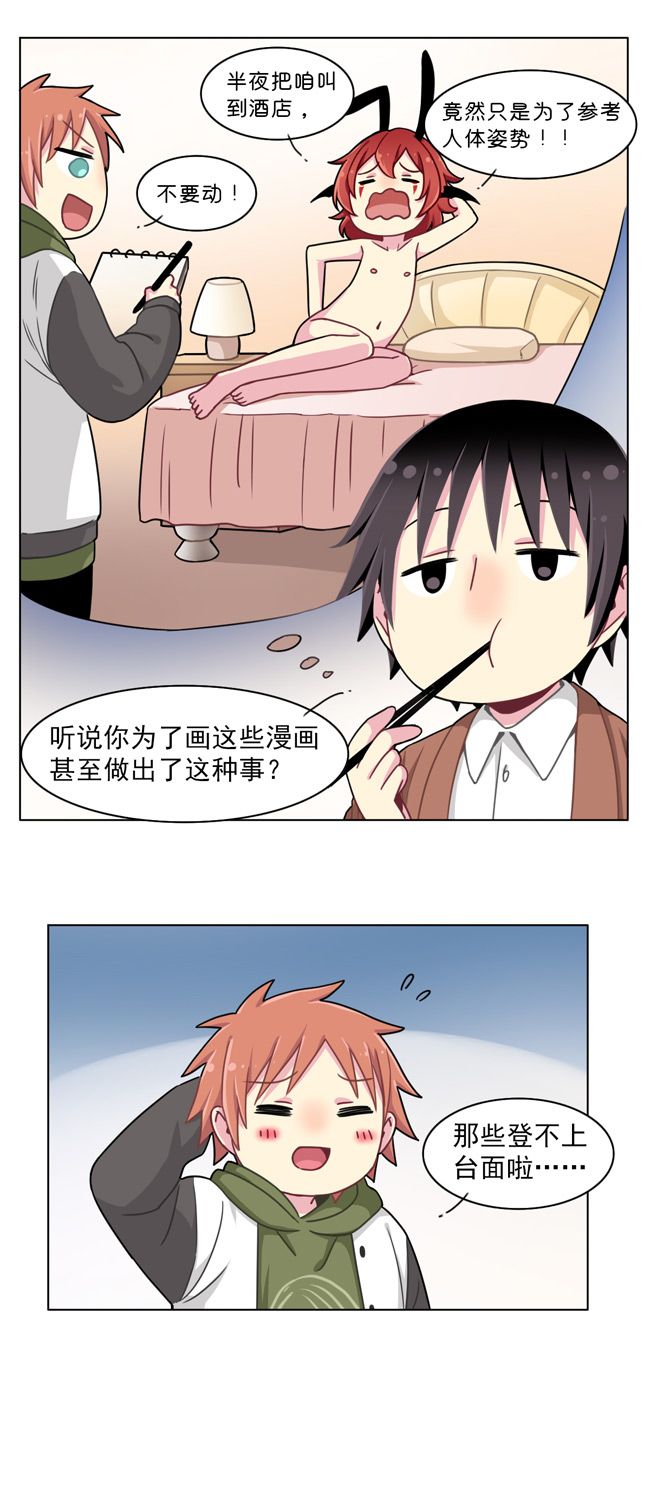 半夜把咱叫
到酒店，
竟然只是为了参考
人体姿势！！
不要动！
听说你为了画这些漫画
甚至做出了这种事？
那些登不上
台面啦……